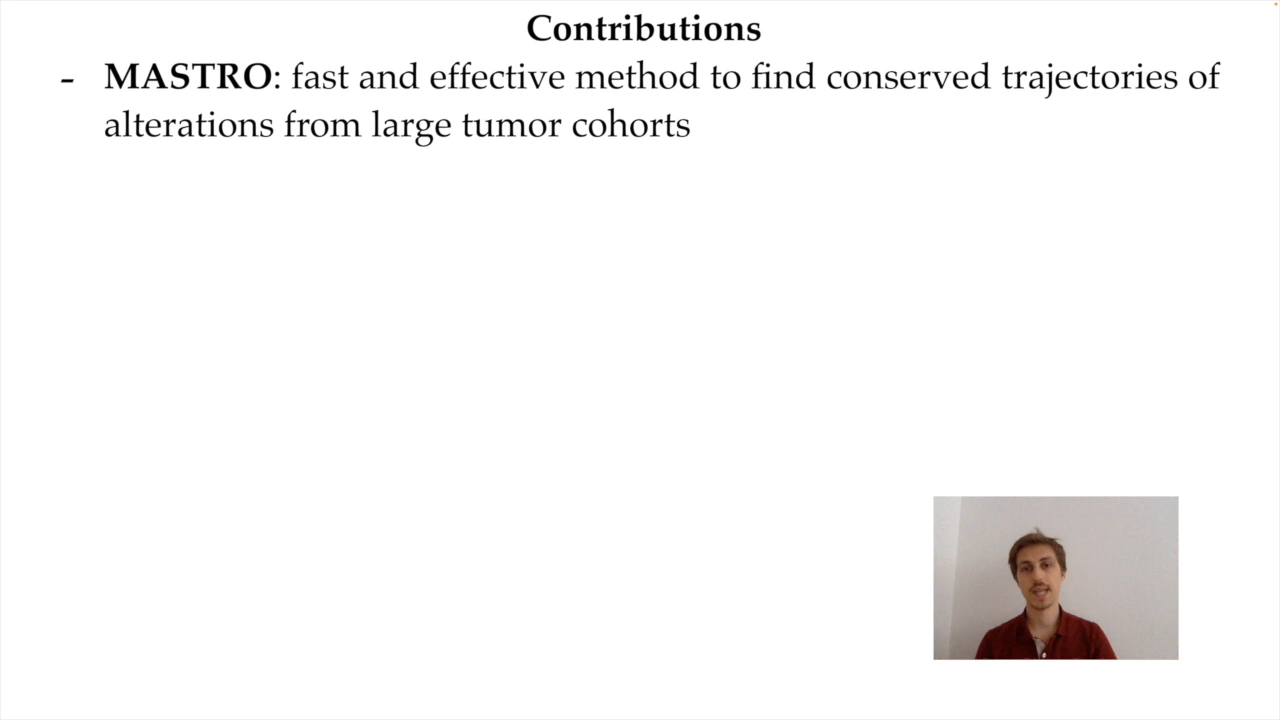 Contributions
- MASTRO: fast and effective method to find conserved trajectories of
alterations from large tumor cohorts